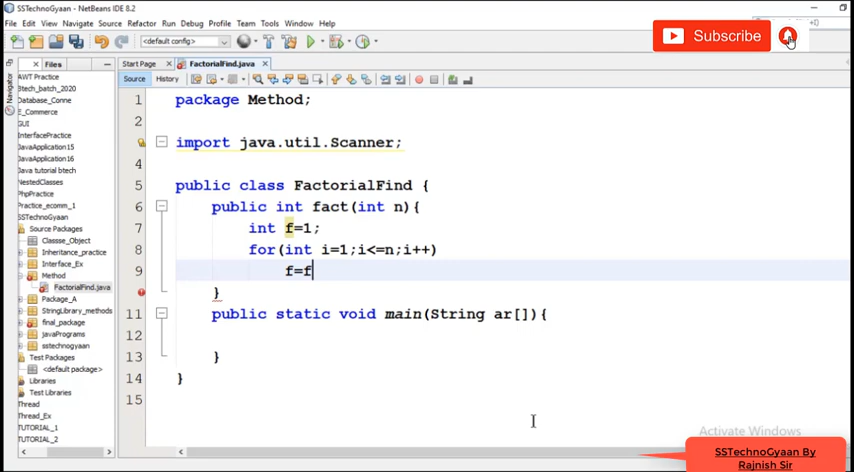 SSTechnoGyaan - NetBeans IDE 8.2
File Edit View Navigate Source Refactor Run Debug Profile Team Tools Window Help
Subscribe
<default config>
Files
Start Page
FactorialFind.java
Navigator
Source
History
AWT Practice
Btech_batch_2020
Database_Conne
E_Commerce
GUI
InterfacePractice
JavaApplication15
JavaApplication16
Java tutorial btech
NestedClasses
PhpPractice
Practice_ecomm_1
SSTechnoGyaan
Source Packages
Classse_Object
Inheritance_practice
Interface_Ex
Method
FactorialFind.java
Package_A
StringLibrary_methods
final_package
javaPrograms
sstechnogyaan
Test Packages
<default package>
Libraries
Test Libraries
Thread
Thread_Ex
TUTORIAL_1
TUTORIAL_2
1 package Method;
2
3 import java.util.Scanner;
4
5 public class FactorialFind {
6 public int fact(int n){
7 int f=1;
8 for(int i=1;i<=n;i++)
9 f=f
}
11 public static void main(String ar[]){
12
13 }
14 }
15
Activate Windows
SSTechnoGyaan By
Rajnish Sir